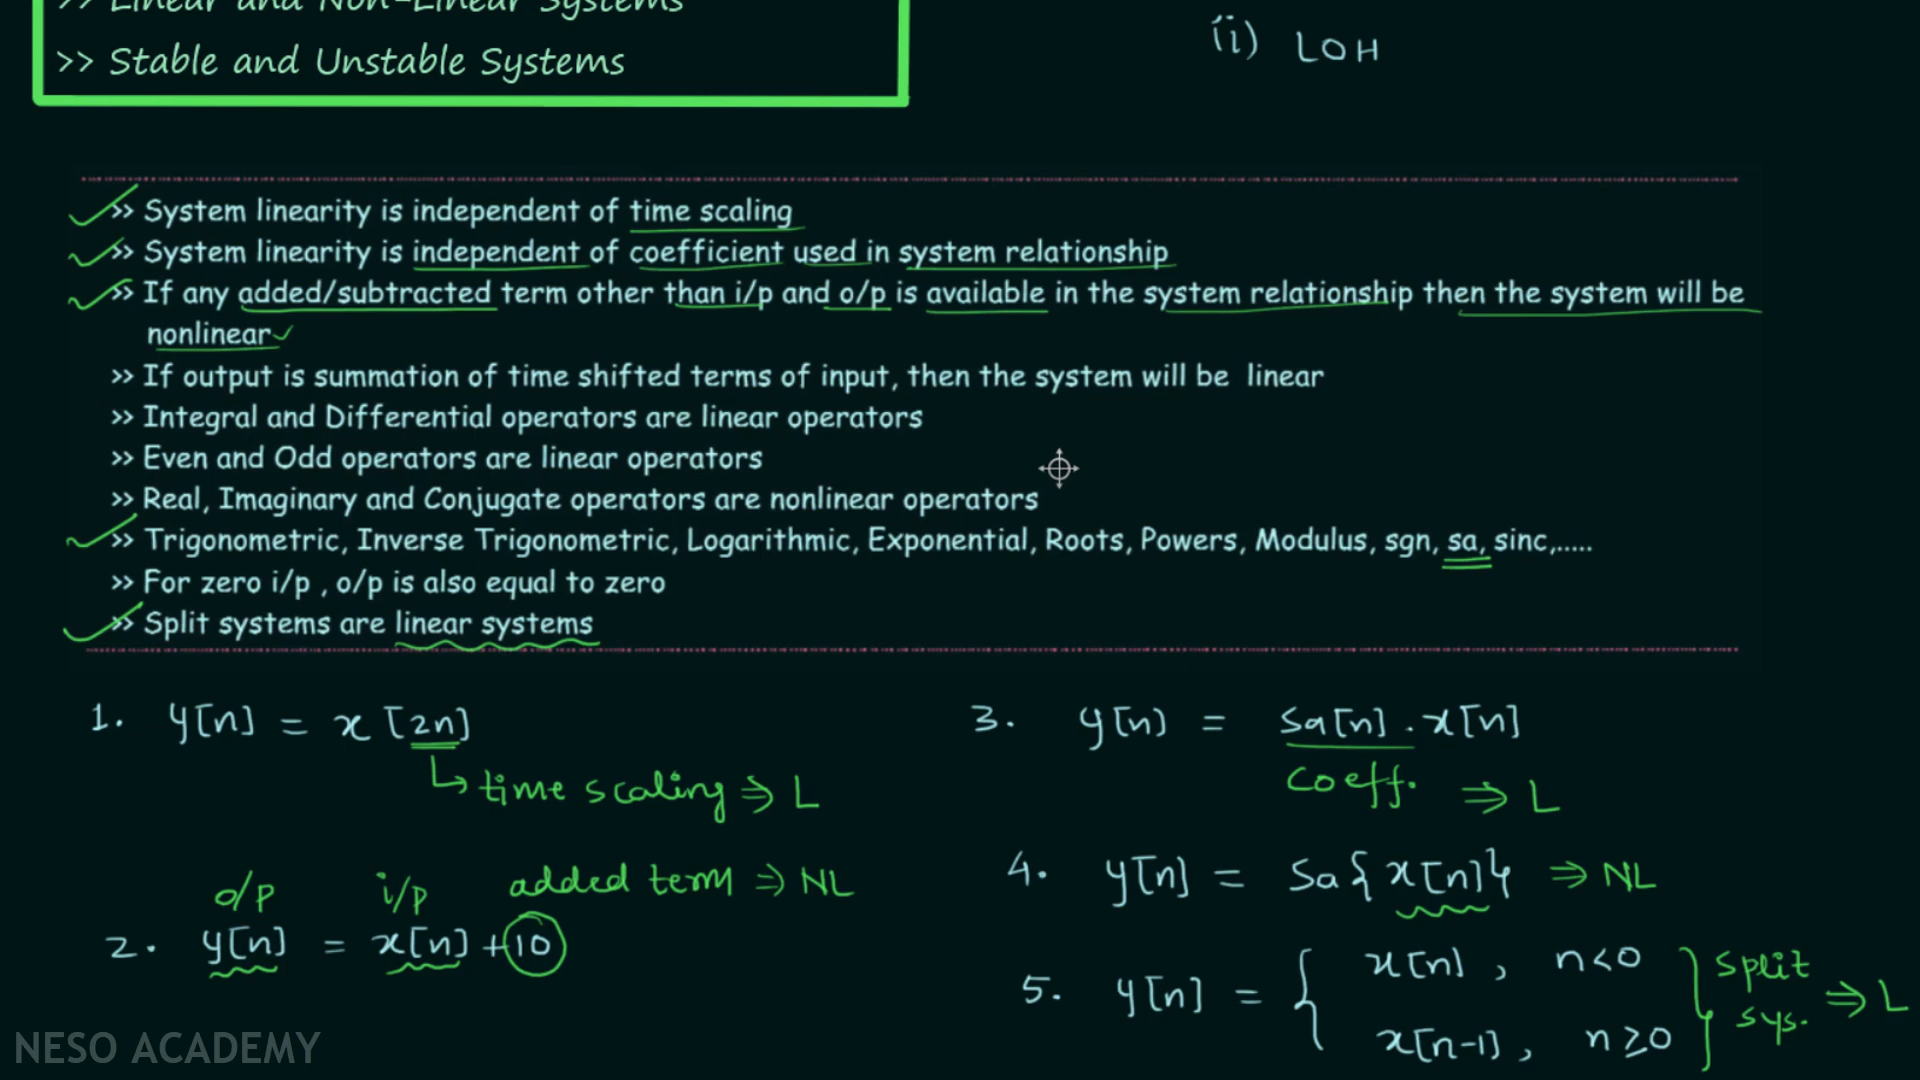 >> Linear and Non-Linear Systems
>> Stable and Unstable Systems
(ii) LOH
>> System linearity is independent of time scaling
>> System linearity is independent of coefficient used in system relationship
>> If any added/subtracted term other than i/p and o/p is available in the system relationship then the system will be
nonlinear
>> If output is summation of time shifted terms of input, then the system will be linear
>> Integral and Differential operators are linear operators
>> Even and Odd operators are linear operators
>> Real, Imaginary and Conjugate operators are nonlinear operators
>> Trigonometric, Inverse Trigonometric, Logarithmic, Exponential, Roots, Powers, Modulus, sgn, sa, sinc,.....
>> For zero i/p , o/p is also equal to zero
>> Split systems are linear systems
1. y[n] = x[2n]
↳ time scaling ⇒ L
o/p i/p added term ⇒ NL
2. y[n] = x[n] + 10
3. y[n] = Sa[n] . x[n]
coeff. ⇒ L
4. y[n] = Sa{x[n]} ⇒ NL
5. y[n] = { x[n] , n<0
x[n-1] , n≥0 } split sys. ⇒ L
NESO ACADEMY